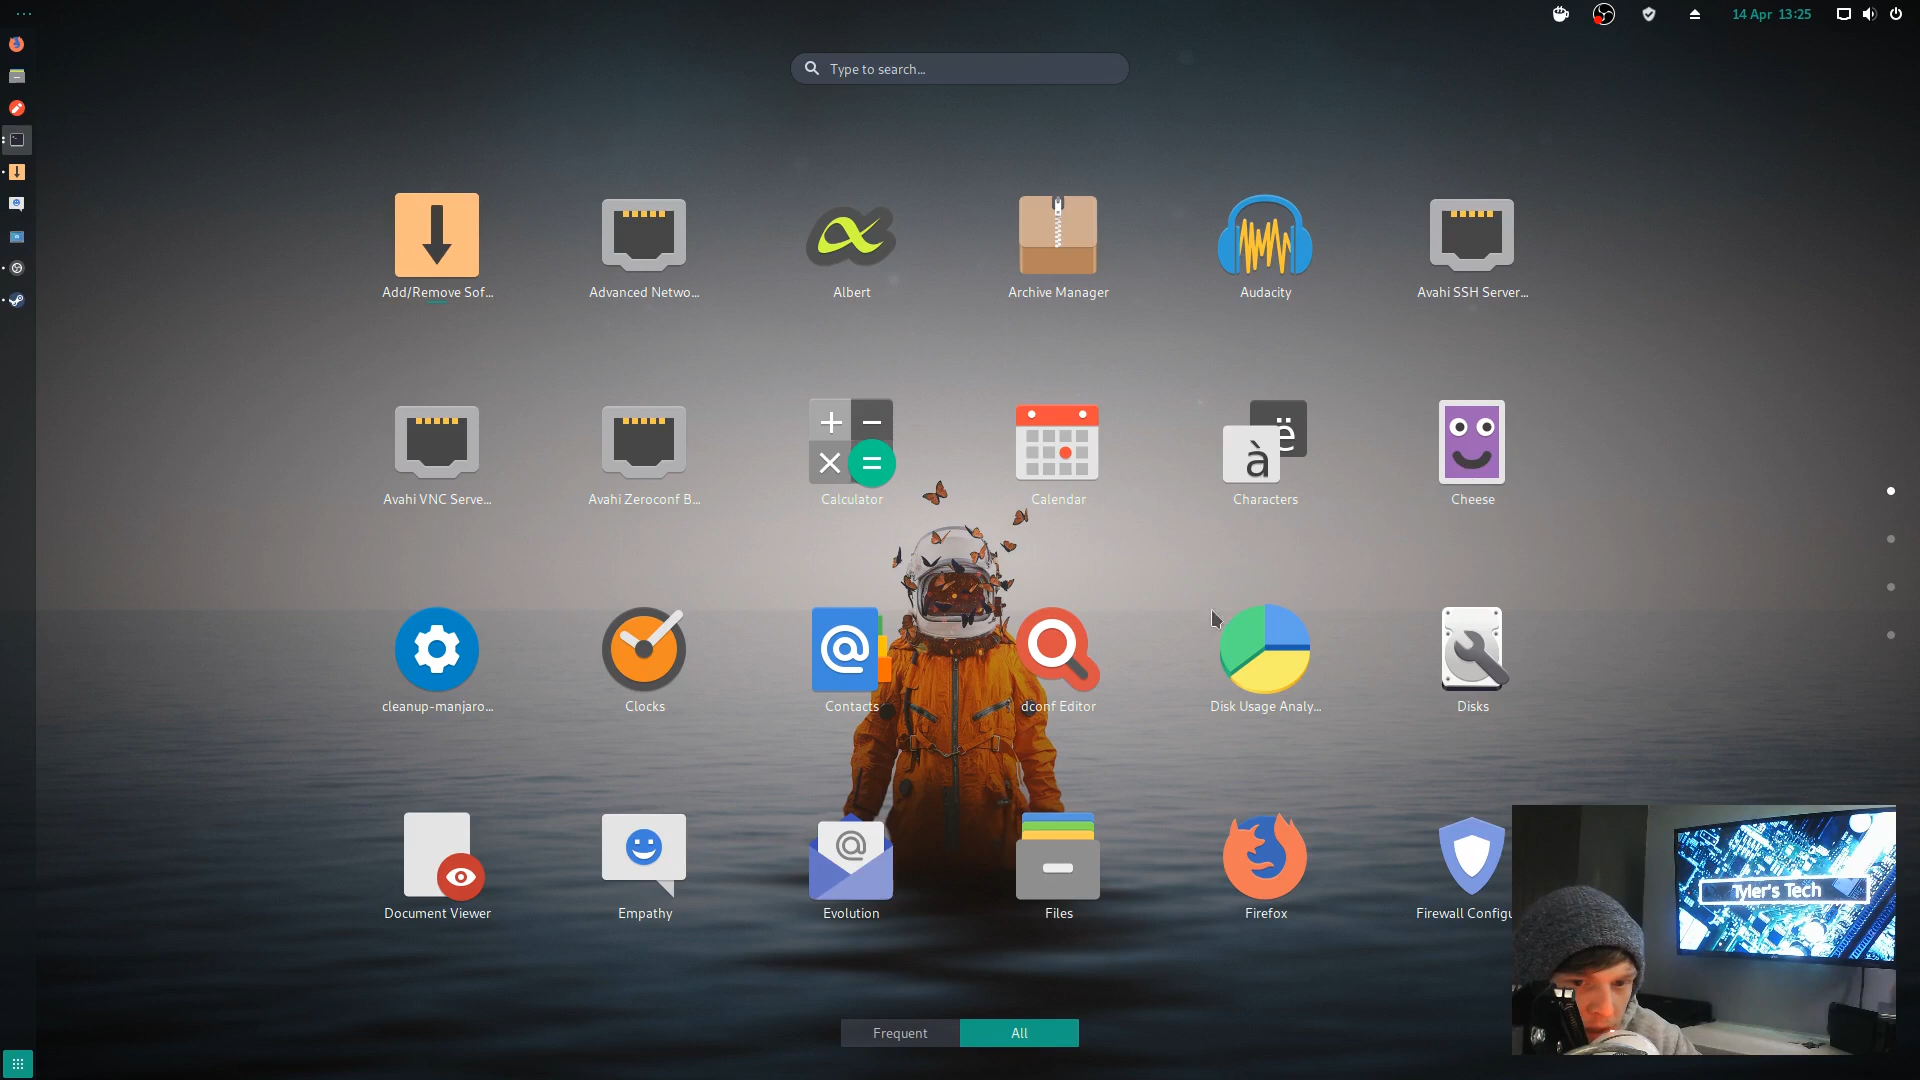 14 Apr 13:25
Type to search…
Add/Remove Sof…
Advanced Netwo…
Albert
Archive Manager
Audacity
Avahi SSH Server…
Avahi VNC Serve…
Avahi Zeroconf B…
Calculator
Calendar
à ë
Characters
Cheese
cleanup-manjaro…
Clocks
Contacts
dconf Editor
Disk Usage Analy…
Disks
Document Viewer
Empathy
Evolution
Files
Firefox
Firewall Configu
Tyler's Tech
Frequent
All